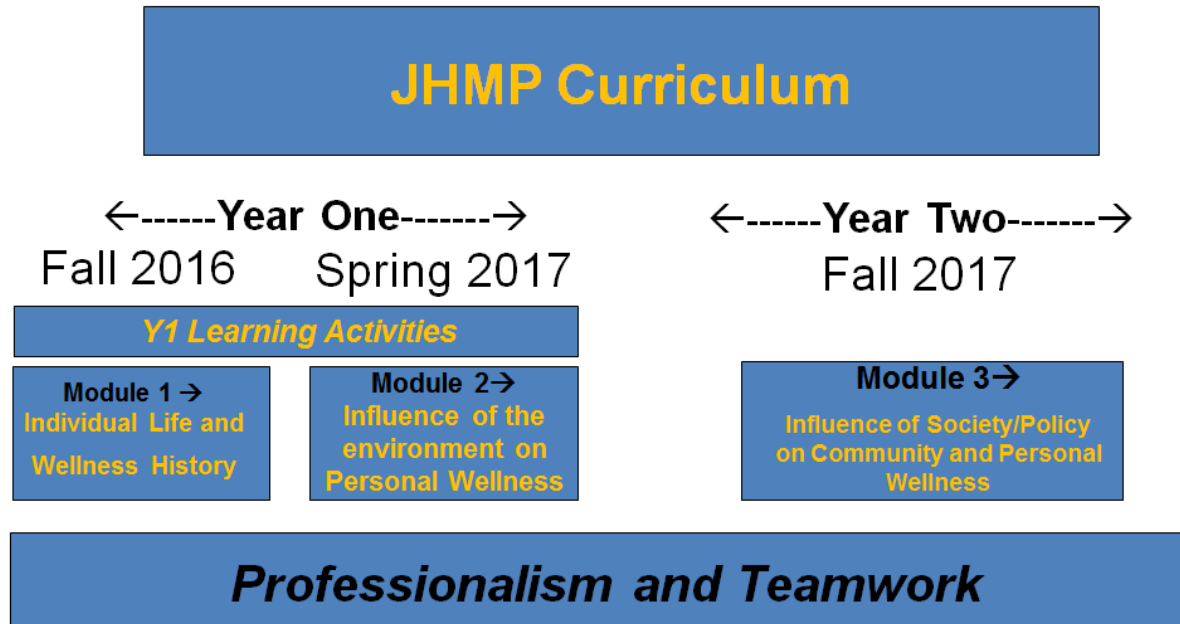 JHMP Curriculum
←------Year One-------→
←------Year Two-------→
Fall 2016
Spring 2017
Fall 2017
Y1 Learning Activities
Module 1 →
Individual Life and
Wellness History
Module 2→
Influence of the
environment on
Personal Wellness
Module 3→
Influence of Society/Policy
on Community and Personal
Wellness
Professionalism and Teamwork